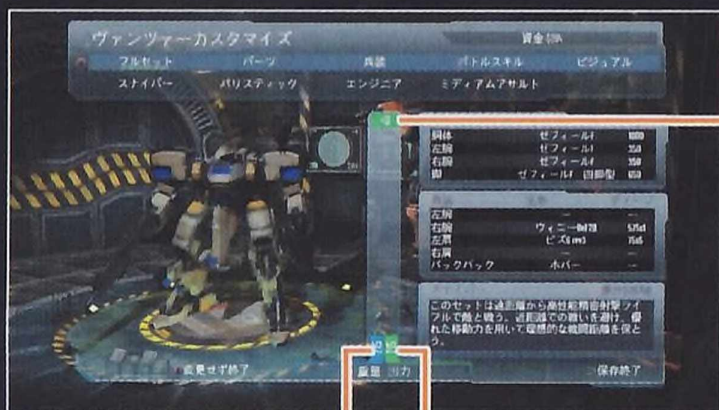 ヴァンツァーカスタマイズ
資金
フルセット パーツ 兵装 バトルスキル ビジュアル
スナイパー バリスティック エンジニア ミディアムアサルト
胴体 ゼフィールf 1000
左腕 ゼフィールf 350
右腕 ゼフィールf 350
脚 ゼフィールf 四脚型 650
左腕 ―
右腕 575x1
左肩 75x6
右肩 ―
バックパック ホバー ―
このセットは遠距離から高性能精密射撃ライ
フルで敵と戦う。近距離での戦いを避け、優
れた移動力を用いて理想的な戦闘距離を保と
う。
変更せず終了
重量 出力
保存終了